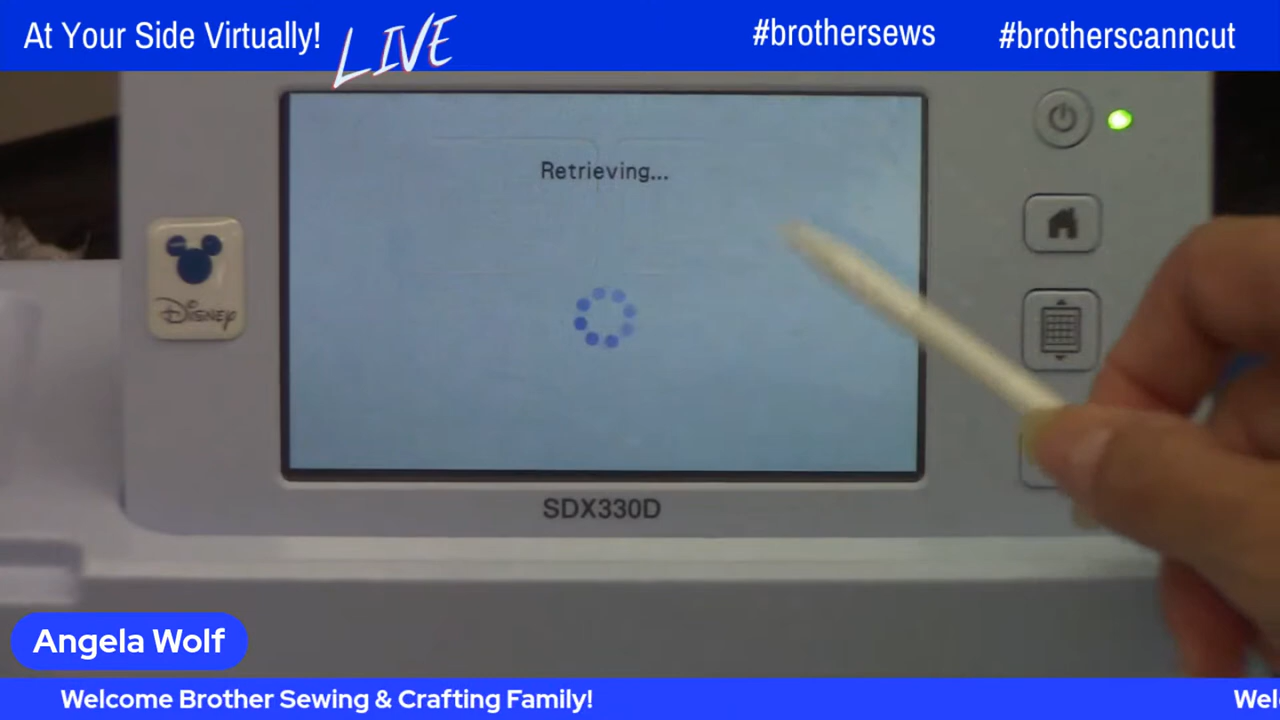 At Your Side Virtually!
LIVE
#brothersews
#brotherscanncut
Retrieving...
Disney
SDX330D
Angela Wolf
Welcome Brother Sewing & Crafting Family!
Wel